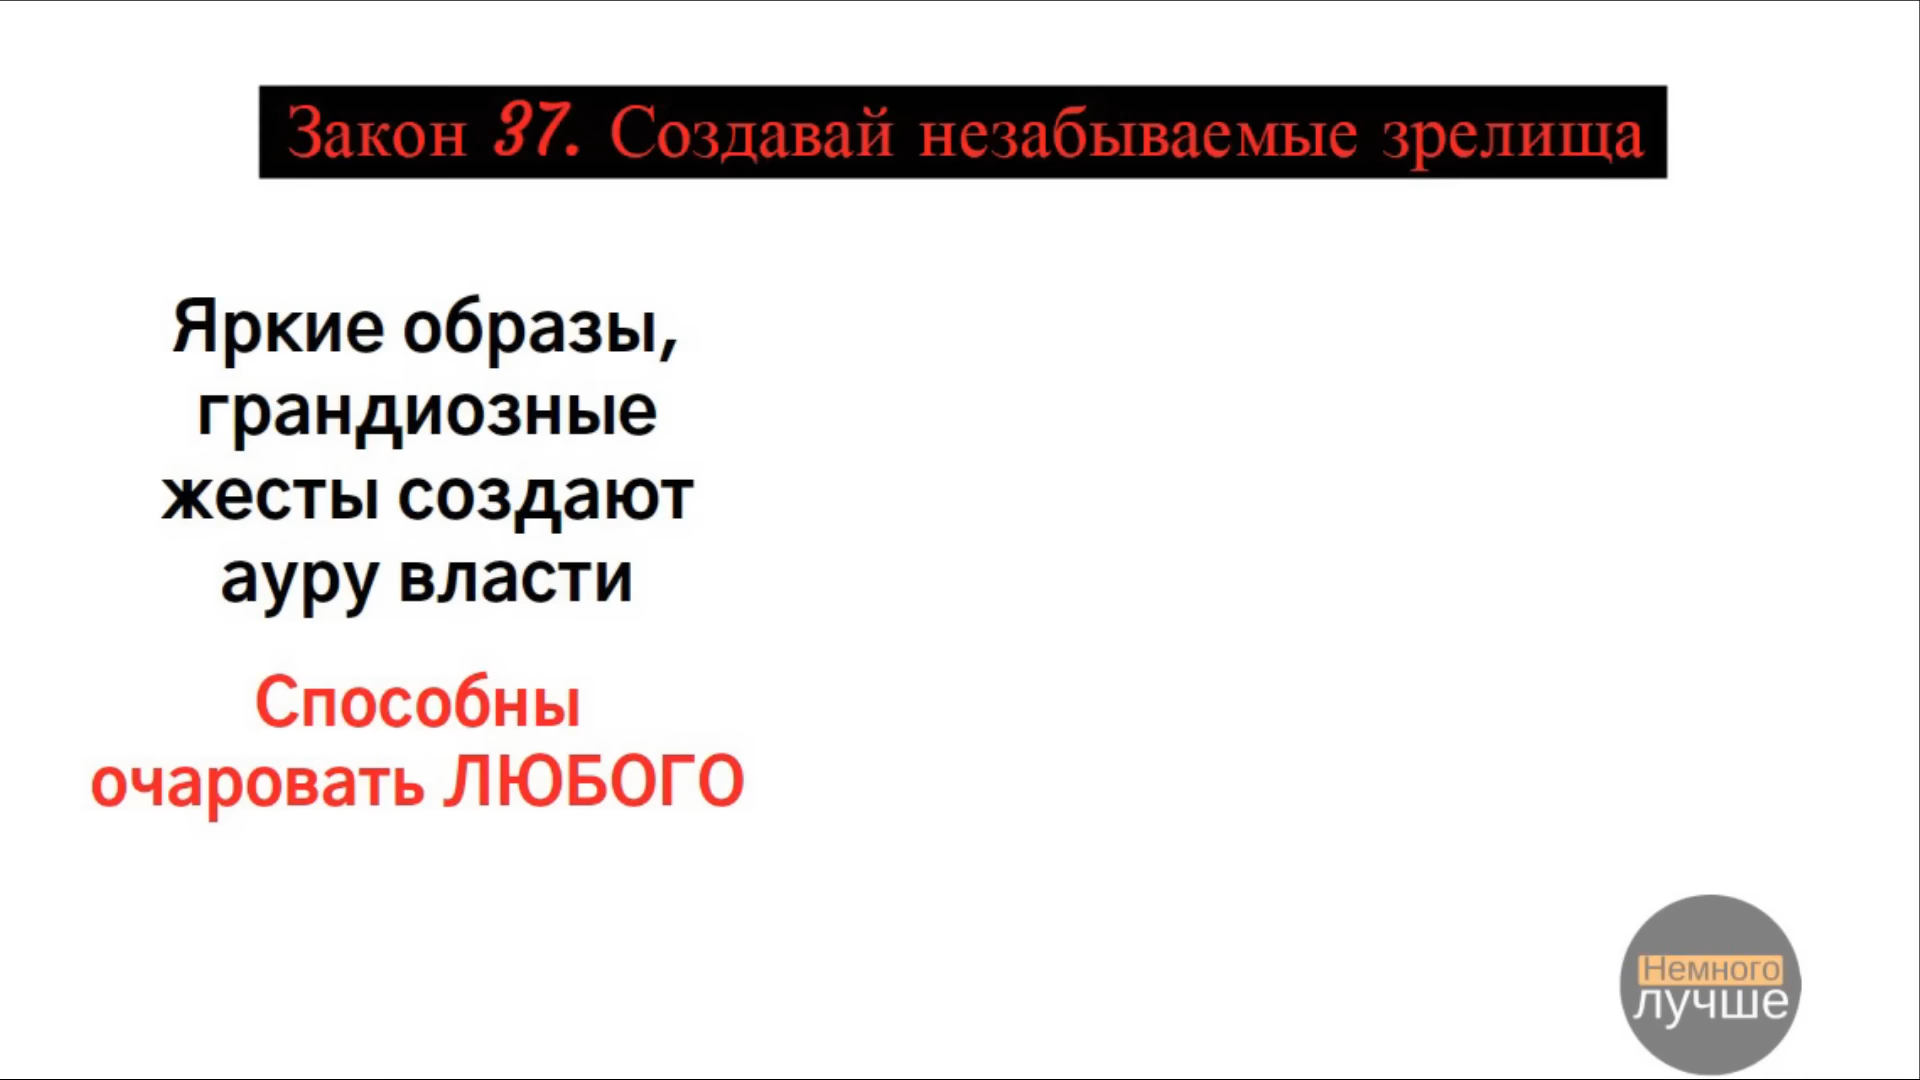 Закон 37. Создавай незабываемые зрелища
Яркие образы,
грандиозные
жесты создают
ауру власти
Способны
очаровать ЛЮБОГО
Немного
лучше